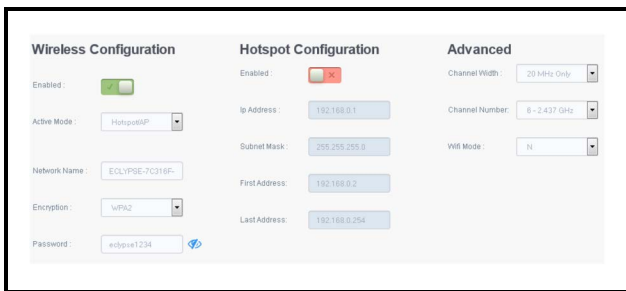 Wireless Configuration
Enabled :
Active Mode :
Hotspot/AP
Network Name :
ECLYPSE-7C316F-
Encryption :
WPA2
Password :
eclypse1234
Hotspot Configuration
Enabled :
Ip Address :
192.168.0.1
Subnet Mask :
255.255.255.0
First Address:
192.168.0.2
Last Address:
192.168.0.254
Advanced
Channel Width :
20 MHz Only
Channel Number:
8 - 2.437 GHz
Wifi Mode :
N